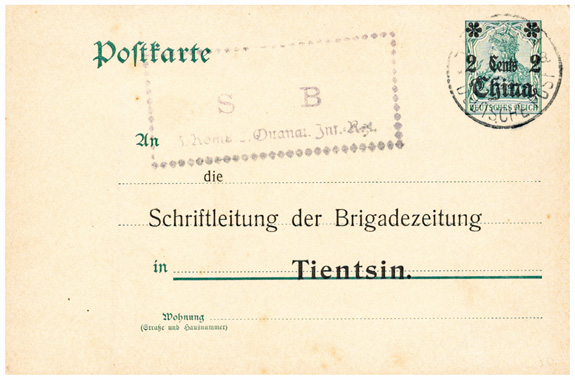 Postkarte
2 Cents 2
China
DEUTSCHES REICH
S B
An
die
Schriftleitung der Brigadezeitung
in Tientsin.
Wohnung
(Straße und Hausnummer)